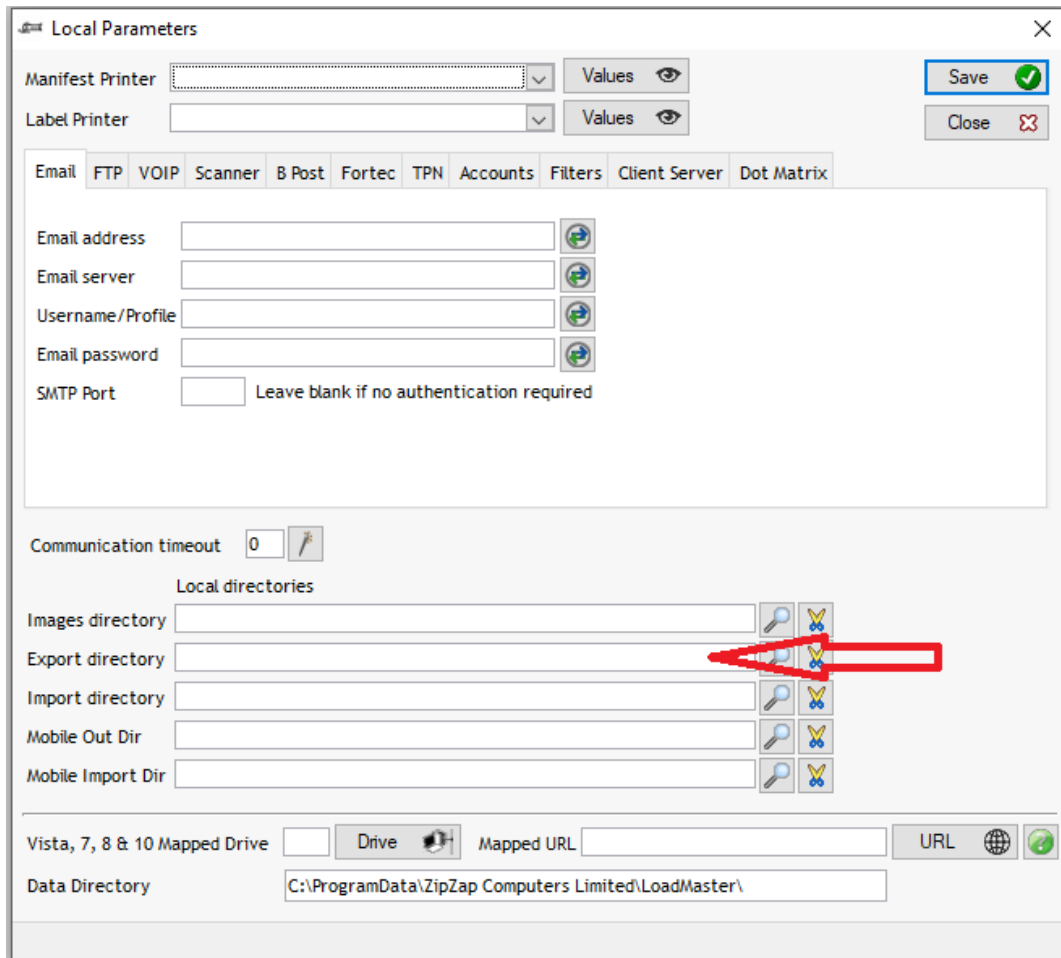 Local Parameters
Manifest Printer Values Save
Label Printer Values Close
Email FTP VOIP Scanner B Post Fortec TPN Accounts Filters Client Server Dot Matrix
Email address
Email server
Username/Profile
Email password
SMTP Port Leave blank if no authentication required
Communication timeout 0
Local directories
Images directory
Export directory
Import directory
Mobile Out Dir
Mobile Import Dir
Vista, 7, 8 & 10 Mapped Drive Drive Mapped URL URL
Data Directory C:\ProgramData\ZipZap Computers Limited\LoadMaster\